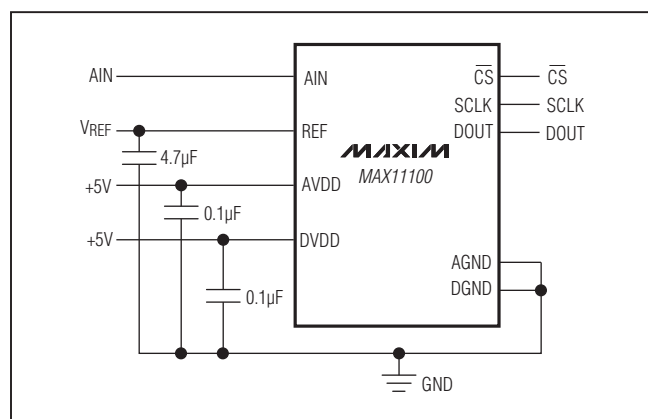 AIN
AIN
CS
CS
SCLK
SCLK
VREF
REF
DOUT
DOUT
MAXIM
MAX11100
4.7µF
+5V
AVDD
0.1µF
+5V
DVDD
AGND
DGND
0.1µF
GND